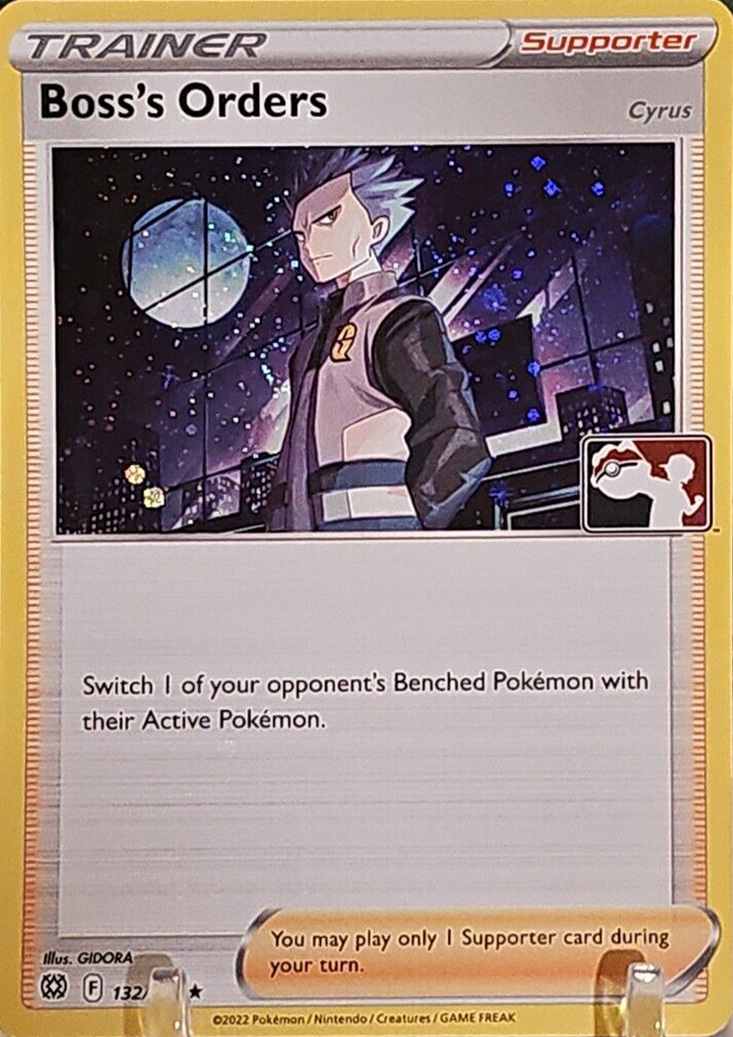 TRAINER
Supporter
Boss's Orders
Cyrus
Switch 1 of your opponent's Benched Pokémon with
their Active Pokémon.
You may play only 1 Supporter card during
your turn.
Illus. GIDORA
F 132/
©2022 Pokémon / Nintendo / Creatures / GAME FREAK